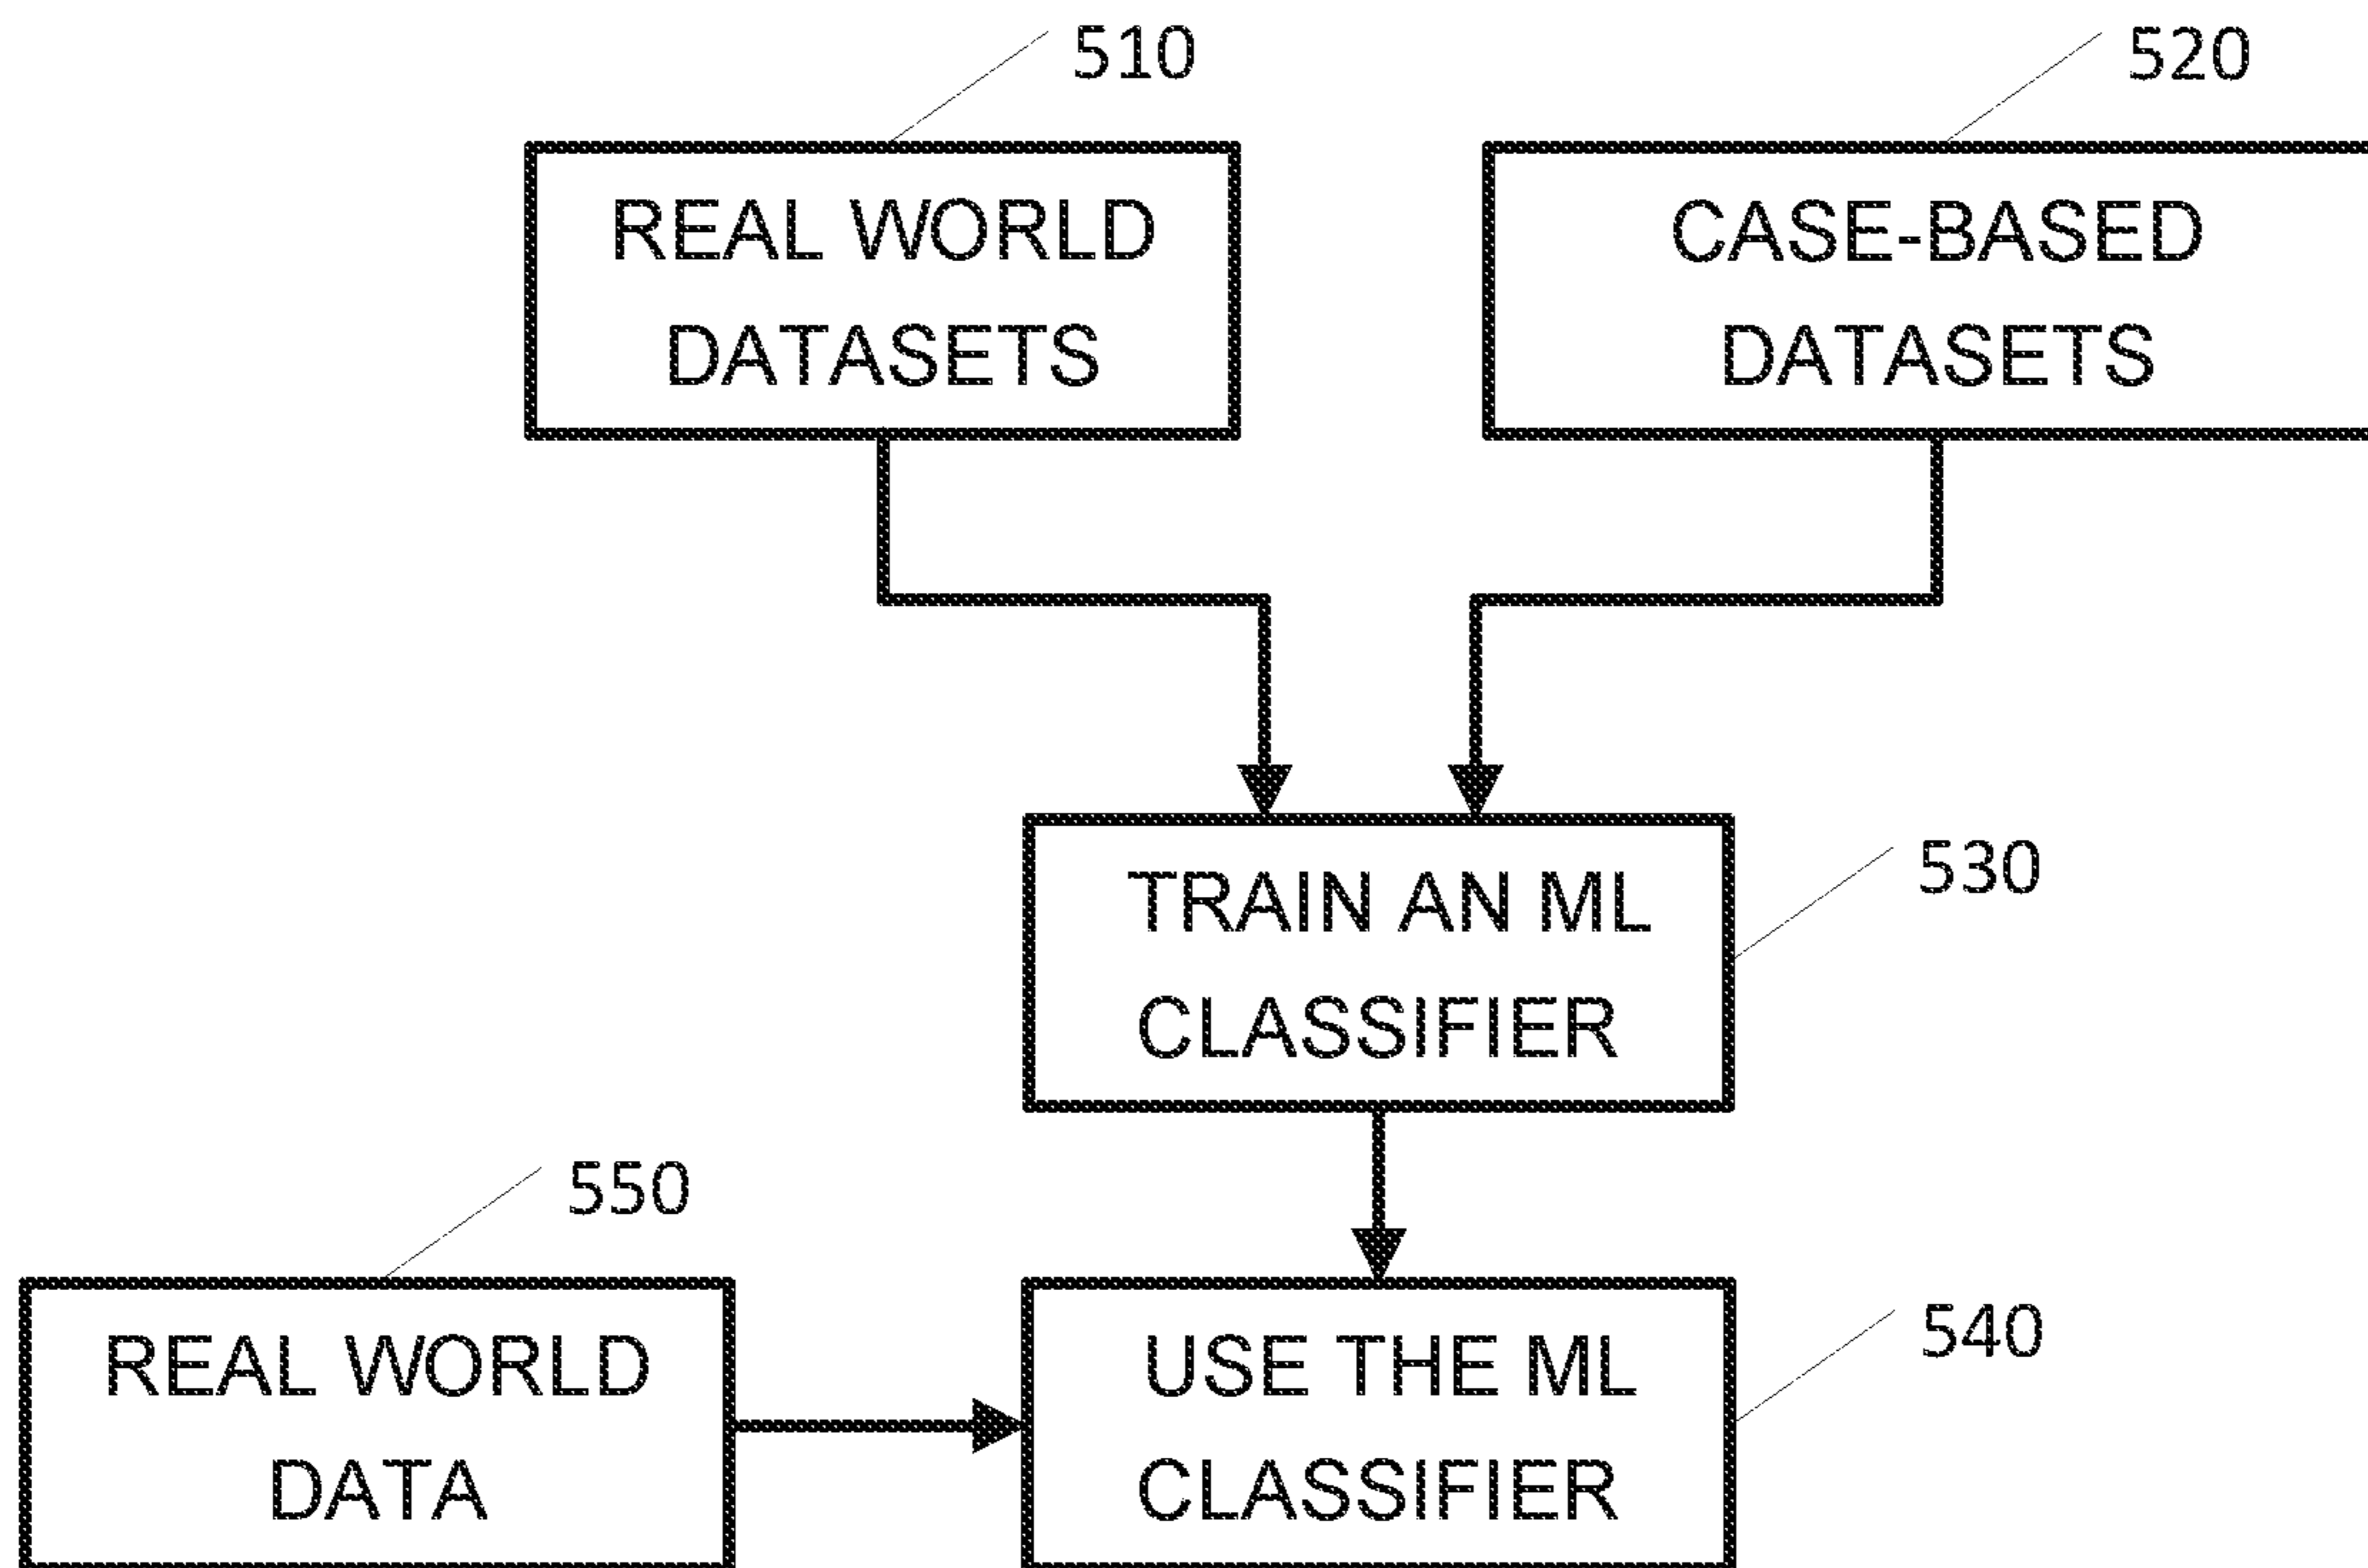 510
520
REAL WORLD
DATASETS
CASE-BASED
DATASETS
TRAIN AN ML
CLASSIFIER
530
550
REAL WORLD
DATA
USE THE ML
CLASSIFIER
540